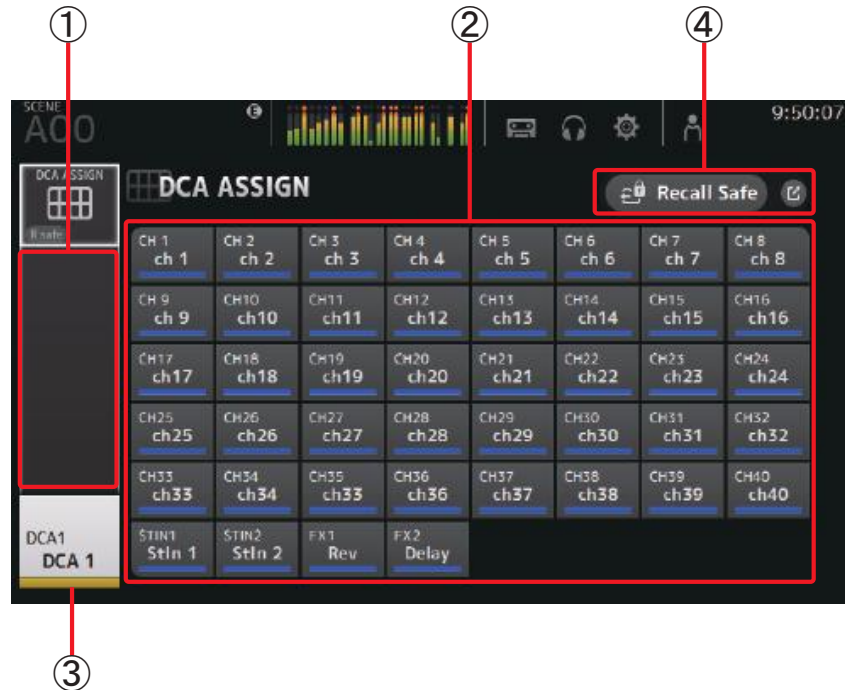 ① ② ④
SCENE
A00
E
9:50:07
DCA ASSIGN
R safe
DCA ASSIGN
Recall Safe
CH 1 CH 2 CH 3 CH 4 CH 5 CH 6 CH 7 CH 8
ch 1 ch 2 ch 3 ch 4 ch 5 ch 6 ch 7 ch 8
CH 9 CH10 CH11 CH12 CH13 CH14 CH15 CH16
ch 9 ch10 ch11 ch12 ch13 ch14 ch15 ch16
CH17 CH18 CH19 CH20 CH21 CH22 CH23 CH24
ch17 ch18 ch19 ch20 ch21 ch22 ch23 ch24
CH25 CH26 CH27 CH28 CH29 CH30 CH31 CH32
ch25 ch26 ch27 ch28 ch29 ch30 ch31 ch32
CH33 CH34 CH35 CH36 CH37 CH38 CH39 CH40
ch33 ch34 ch33 ch36 ch37 ch38 ch39 ch40
STIN1 STIN2 FX1 FX2
StIn 1 StIn 2 Rev Delay
DCA1
DCA 1
③